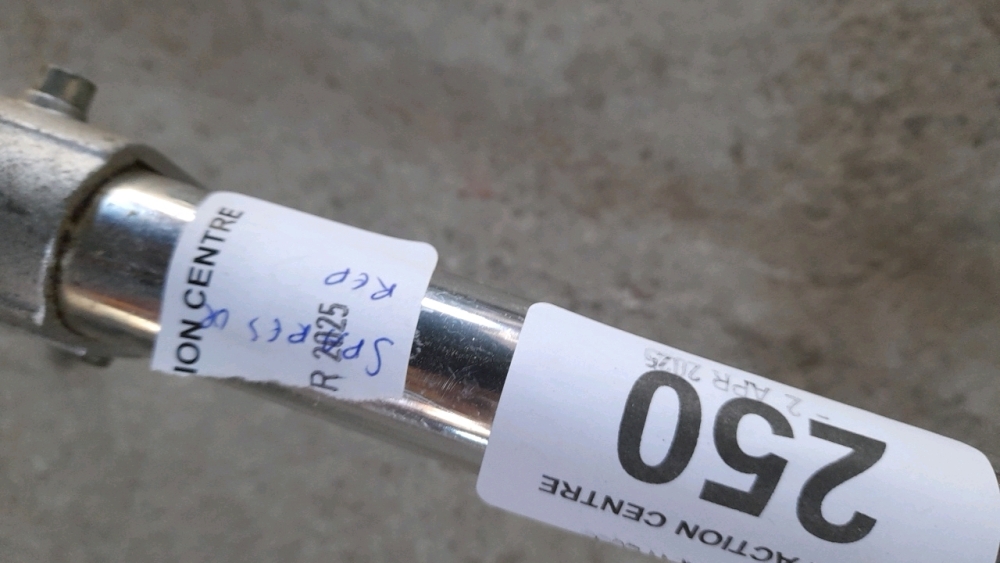 ION CENTRE
R 2025
SPARES OR
REP
ACTION CENTRE
250
- 2 APR 2025